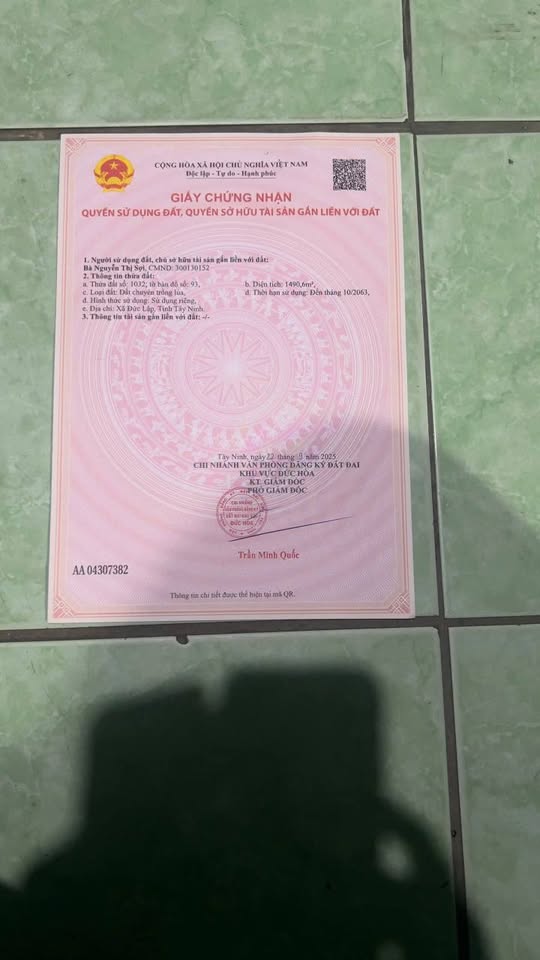 CỘNG HÒA XÃ HỘI CHỦ NGHĨA VIỆT NAM
Độc lập - Tự do - Hạnh phúc
GIẤY CHỨNG NHẬN
QUYỀN SỬ DỤNG ĐẤT, QUYỀN SỞ HỮU TÀI SẢN GẮN LIỀN VỚI ĐẤT
1. Người sử dụng đất, chủ sở hữu tài sản gắn liền với đất:
Bà Nguyễn Thị Sợi, CMND: 300130152
2. Thông tin thửa đất:
a. Thửa đất số: 1032; tờ bản đồ số: 93, b. Diện tích: 1490,6m²,
c. Loại đất: Đất chuyên trồng lúa, d. Thời hạn sử dụng: Đến tháng 10/2063,
đ. Hình thức sử dụng: Sử dụng riêng,
e. Địa chỉ: Xã Đức Lập, Tỉnh Tây Ninh.
3. Thông tin tài sản gắn liền với đất: -/-
Tây Ninh, ngày 22 tháng 9 năm 2025
CHI NHÁNH VĂN PHÒNG ĐĂNG KÝ ĐẤT ĐAI
KHU VỰC ĐỨC HÒA
KT. GIÁM ĐỐC
PHÓ GIÁM ĐỐC
CHI NHÁNH
ĐỨC HÒA
Trần Minh Quốc
AA 04307382
Thông tin chi tiết được thể hiện tại mã QR.